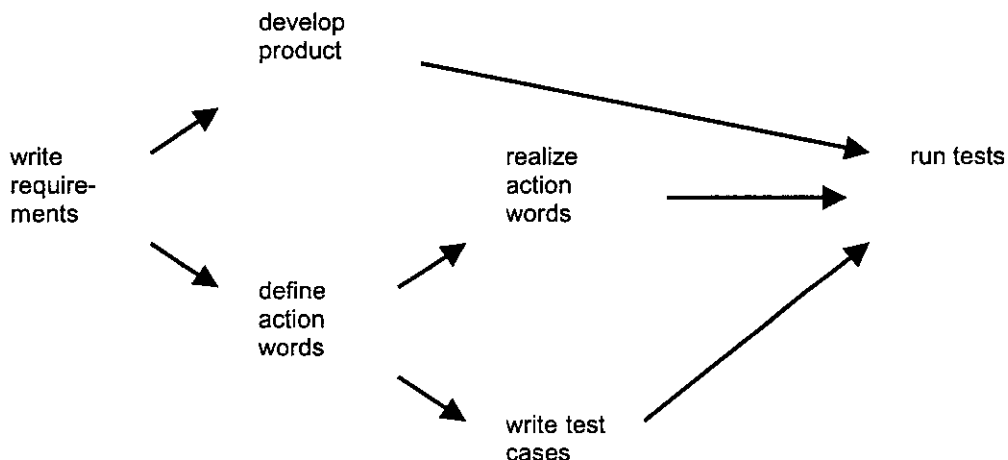 develop
product
write
require-
ments
realize
action
words
run tests
define
action
words
write test
cases